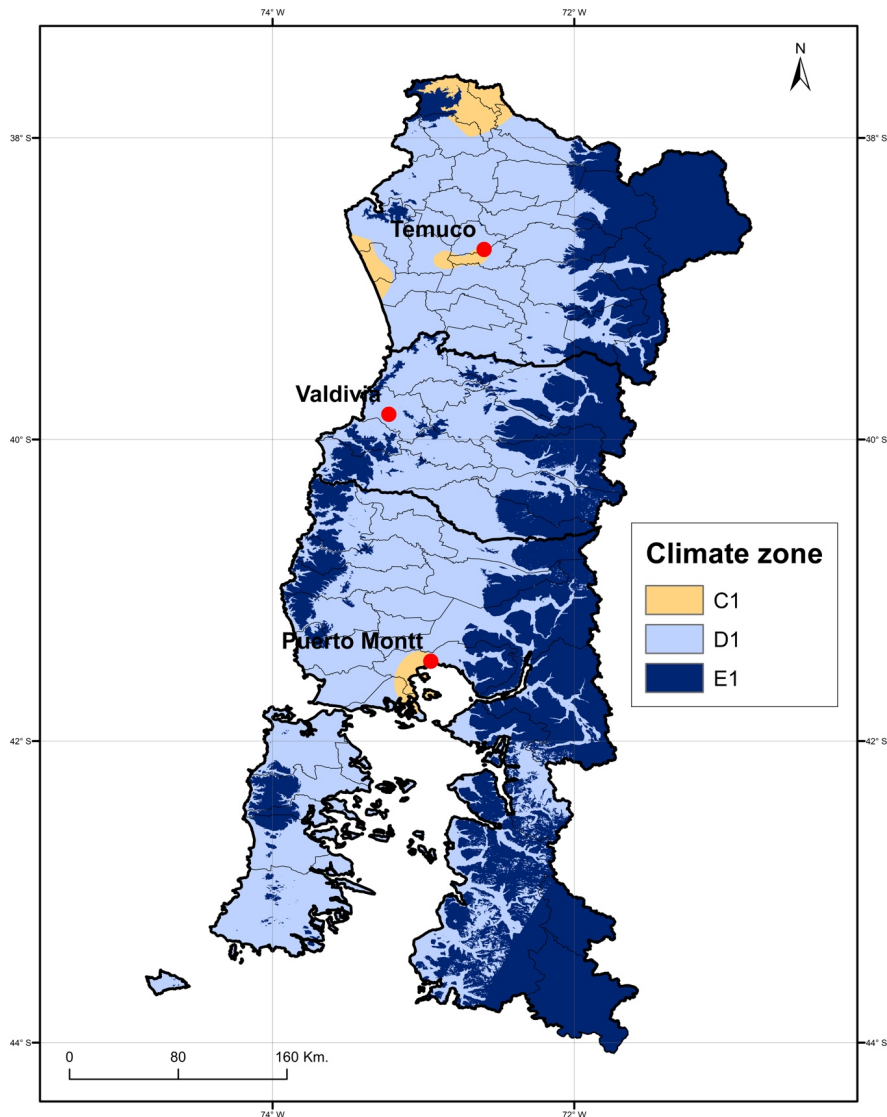 74° W
72° W
N
38° S
38° S
Temuco
Valdivia
40° S
40° S
Climate zone
C1
D1
E1
Puerto Montt
42° S
42° S
44° S
44° S
0
80
160 Km.
74° W
72° W